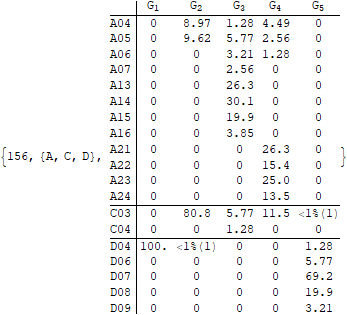 G1 G2 G3 G4 G5
A04 0 8.97 1.28 4.49 0
A05 0 9.62 5.77 2.56 0
A06 0 0 3.21 1.28 0
A07 0 0 2.56 0 0
A13 0 0 26.3 0 0
A14 0 0 30.1 0 0
A15 0 0 19.9 0 0
A16 0 0 3.85 0 0
{156, {A, C, D}, A21 0 0 0 26.3 0 }
A22 0 0 0 15.4 0
A23 0 0 0 25.0 0
A24 0 0 0 13.5 0
C03 0 80.8 5.77 11.5 <1%(1)
C04 0 0 1.28 0 0
D04 100. <1%(1) 0 0 1.28
D06 0 0 0 0 5.77
D07 0 0 0 0 69.2
D08 0 0 0 0 19.9
D09 0 0 0 0 3.21